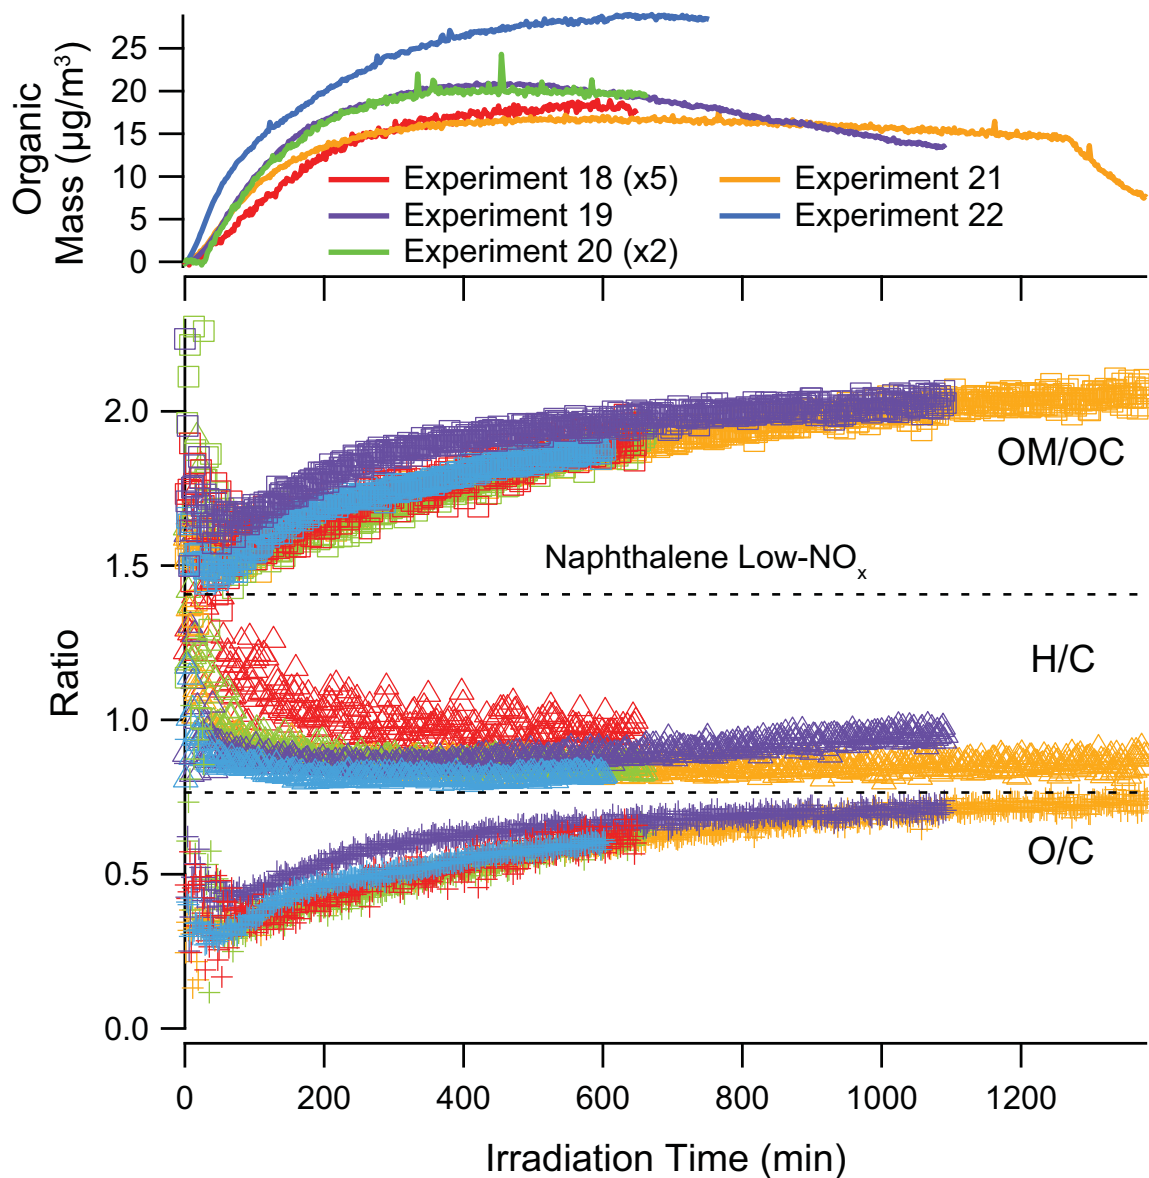 Organic
Mass (µg/m³)
25
20
15
10
5
0
Experiment 18 (x5)
Experiment 19
Experiment 20 (x2)
Experiment 21
Experiment 22
Ratio
2.0
1.5
1.0
0.5
0.0
OM/OC
Naphthalene Low-NOₓ
H/C
O/C
0 200 400 600 800 1000 1200
Irradiation Time (min)